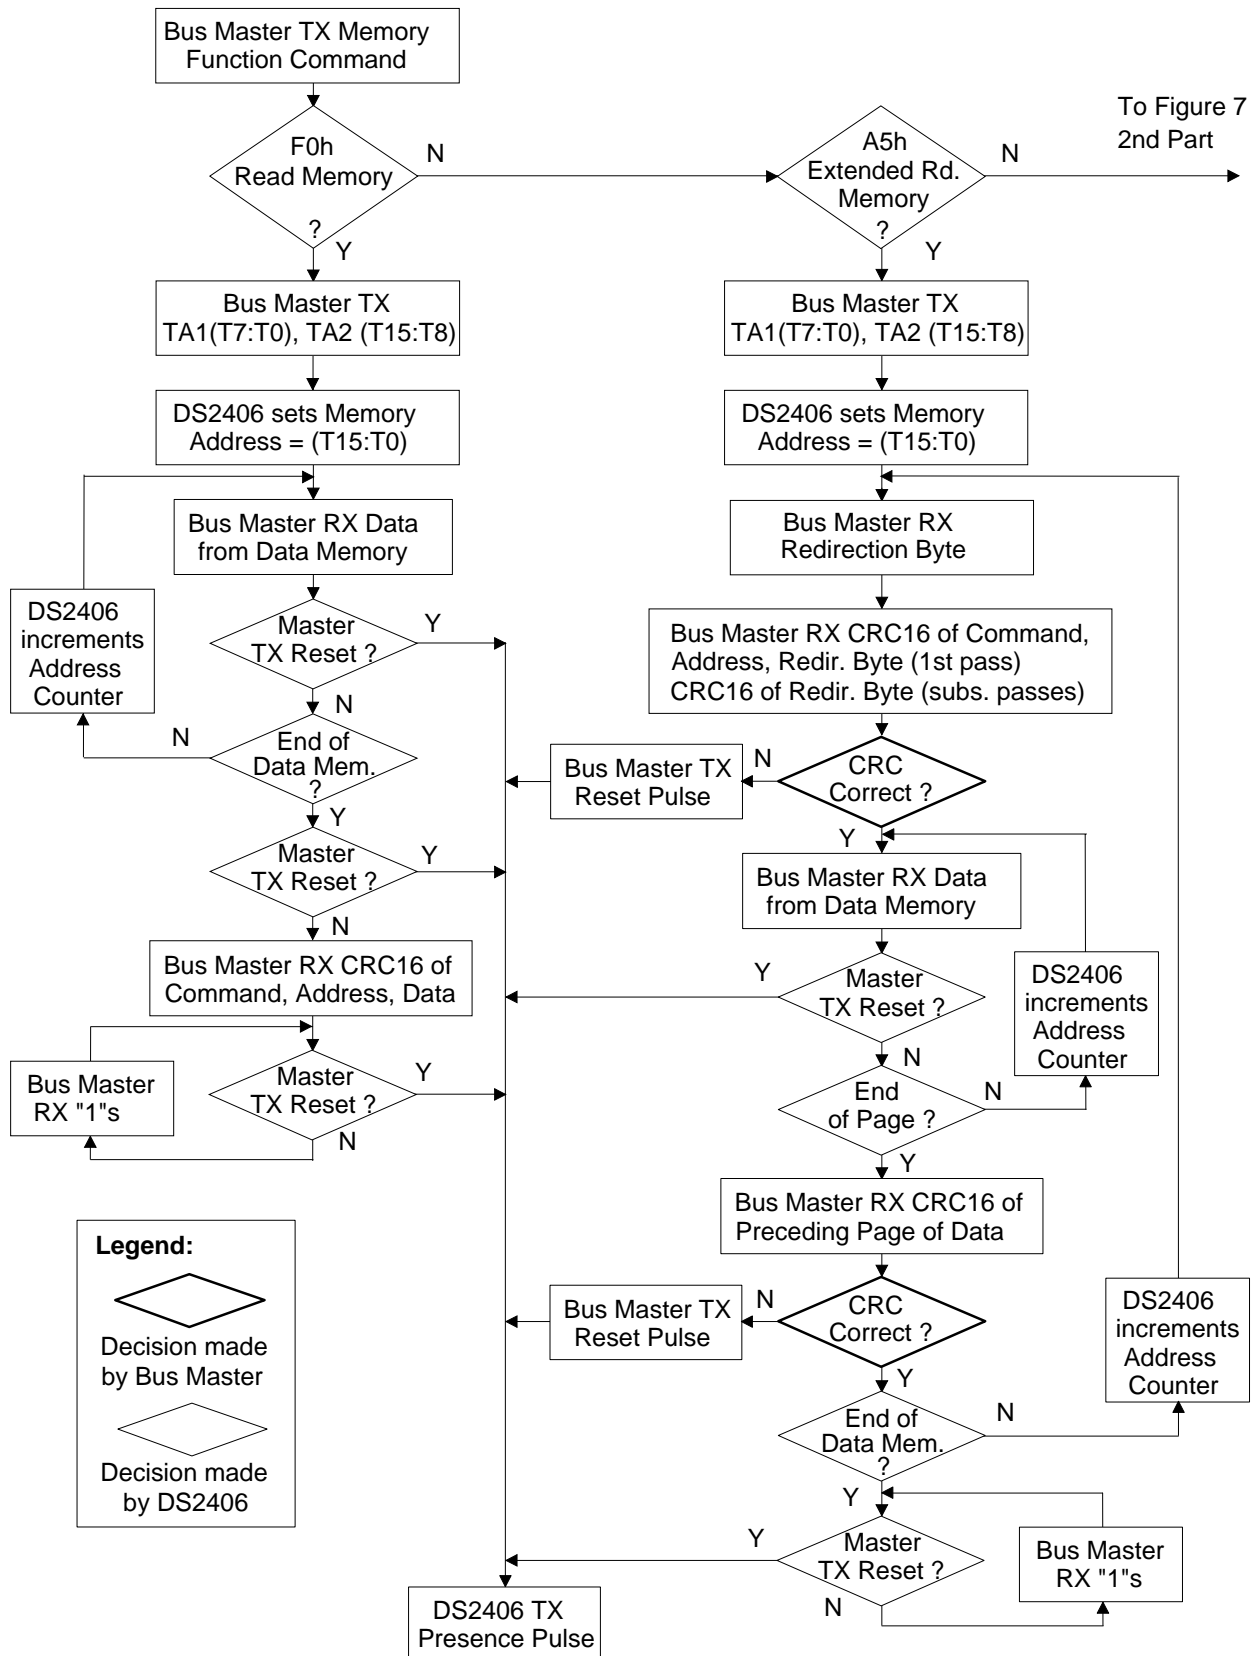 Bus Master TX Memory
Function Command
To Figure 7
2nd Part
F0h
Read Memory
?
N
Y
A5h
Extended Rd.
Memory
?
N
Y
Bus Master TX
TA1(T7:T0), TA2 (T15:T8)
Bus Master TX
TA1(T7:T0), TA2 (T15:T8)
DS2406 sets Memory
Address = (T15:T0)
DS2406 sets Memory
Address = (T15:T0)
Bus Master RX Data
from Data Memory
Bus Master RX
Redirection Byte
DS2406
increments
Address
Counter
Master
TX Reset ?
Y
N
Bus Master RX CRC16 of Command,
Address, Redir. Byte (1st pass)
CRC16 of Redir. Byte (subs. passes)
N
End of
Data Mem.
?
Y
Bus Master TX
Reset Pulse
N
CRC
Correct ?
Y
Master
TX Reset ?
Y
N
Bus Master RX Data
from Data Memory
Bus Master RX CRC16 of
Command, Address, Data
Y
Master
TX Reset ?
N
DS2406
increments
Address
Counter
Bus Master
RX "1"s
Master
TX Reset ?
Y
N
End
of Page ?
N
Y
Bus Master RX CRC16 of
Preceding Page of Data
Legend:
Decision made
by Bus Master
Decision made
by DS2406
Bus Master TX
Reset Pulse
N
CRC
Correct ?
Y
DS2406
increments
Address
Counter
End of
Data Mem.
?
N
Y
Y
Master
TX Reset ?
N
Bus Master
RX "1"s
DS2406 TX
Presence Pulse